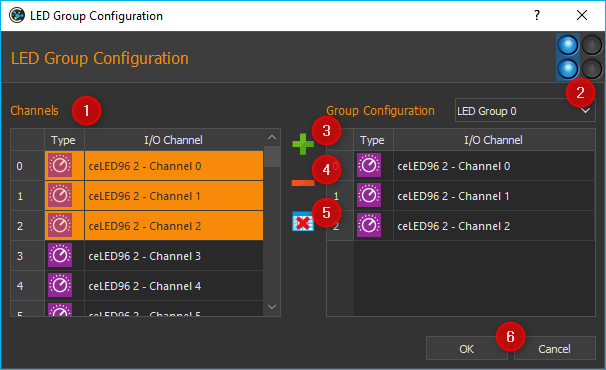 LED Group Configuration
? ×
LED Group Configuration
2
Channels 1
Group Configuration LED Group 0
3
Type I/O Channel
Type I/O Channel
0 ceLED96 2 - Channel 0
1 ceLED96 2 - Channel 1
2 ceLED96 2 - Channel 2
3 ceLED96 2 - Channel 3
4 ceLED96 2 - Channel 4
5 ceLED96 2 - Channel 5
4
5
0 ceLED96 2 - Channel 0
1 ceLED96 2 - Channel 1
2 ceLED96 2 - Channel 2
6
OK Cancel